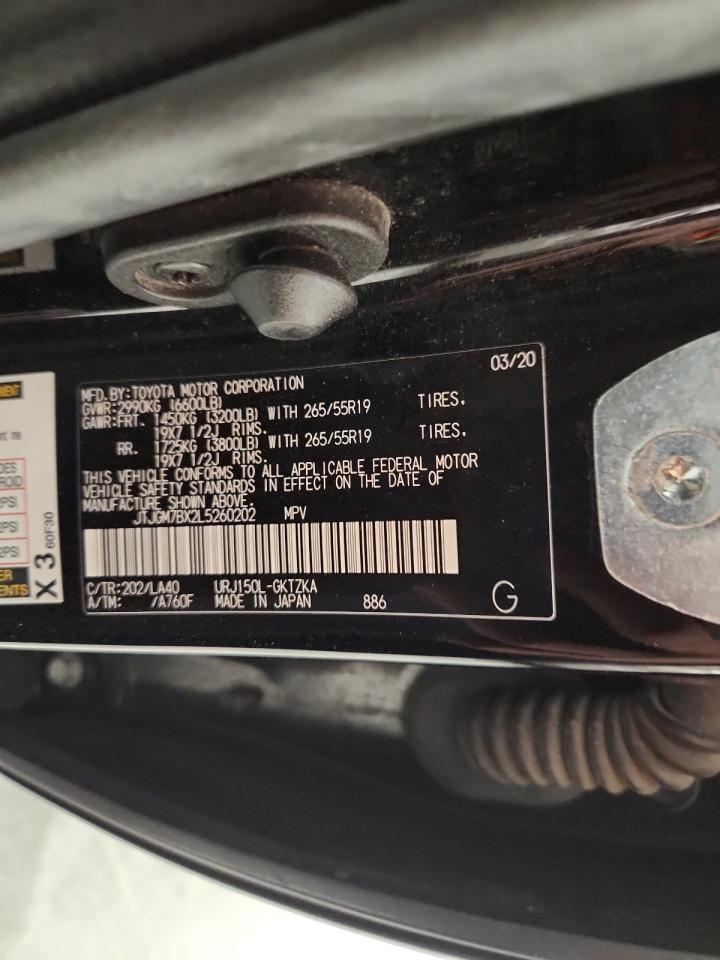 03/20
MFD.BY:TOYOTA MOTOR CORPORATION
GVWR:2990KG (6600LB)
GAWR:FRT. 1450KG (3200LB) WITH 265/55R19 TIRES.
19X7 1/2J RIMS.
RR. 1725KG (3800LB) WITH 265/55R19 TIRES.
19X7 1/2J RIMS.
THIS VEHICLE CONFORMS TO ALL APPLICABLE FEDERAL MOTOR
VEHICLE SAFETY STANDARDS IN EFFECT ON THE DATE OF
MANUFACTURE SHOWN ABOVE.
JTJGM7BX2L5260202 MPV
C/TR:202/LA40 URJ150L-GKTZKA
A/TM: /A760F MADE IN JAPAN 886 G
X 3
60F30
PSI
PSI